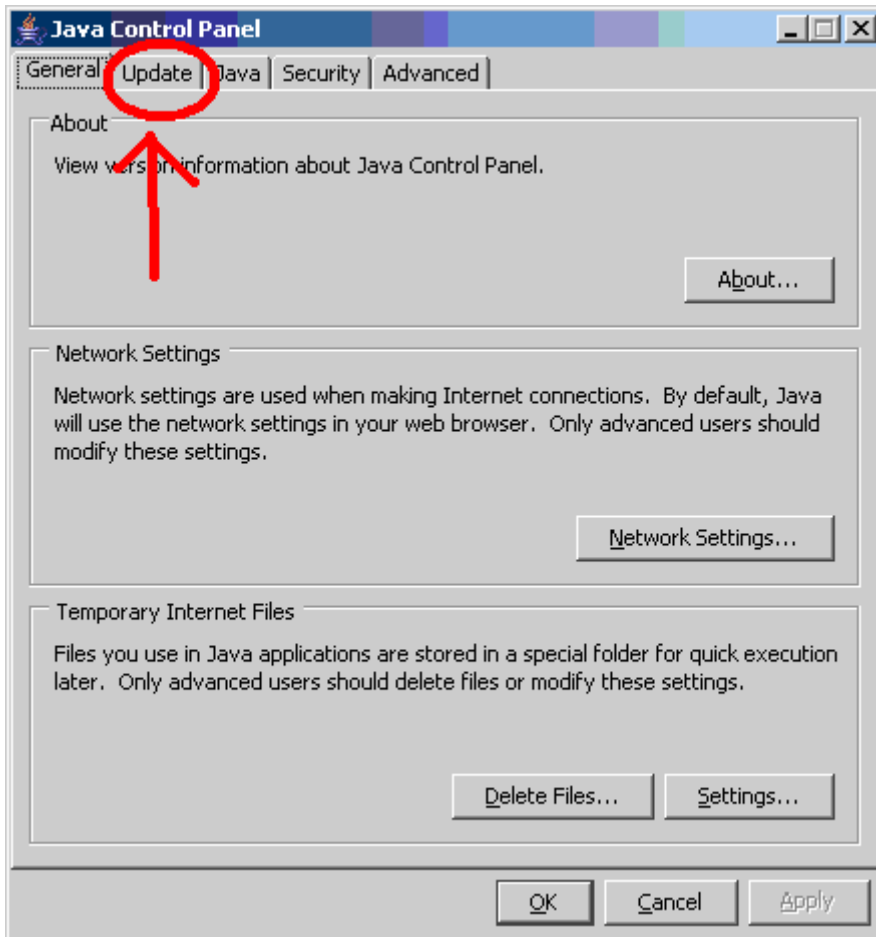 Java Control Panel
General Update Java Security Advanced
About
View version information about Java Control Panel.
About...
Network Settings
Network settings are used when making Internet connections.  By default, Java
will use the network settings in your web browser.  Only advanced users should
modify these settings.
Network Settings...
Temporary Internet Files
Files you use in Java applications are stored in a special folder for quick execution
later.  Only advanced users should delete files or modify these settings.
Delete Files... Settings...
OK Cancel Apply